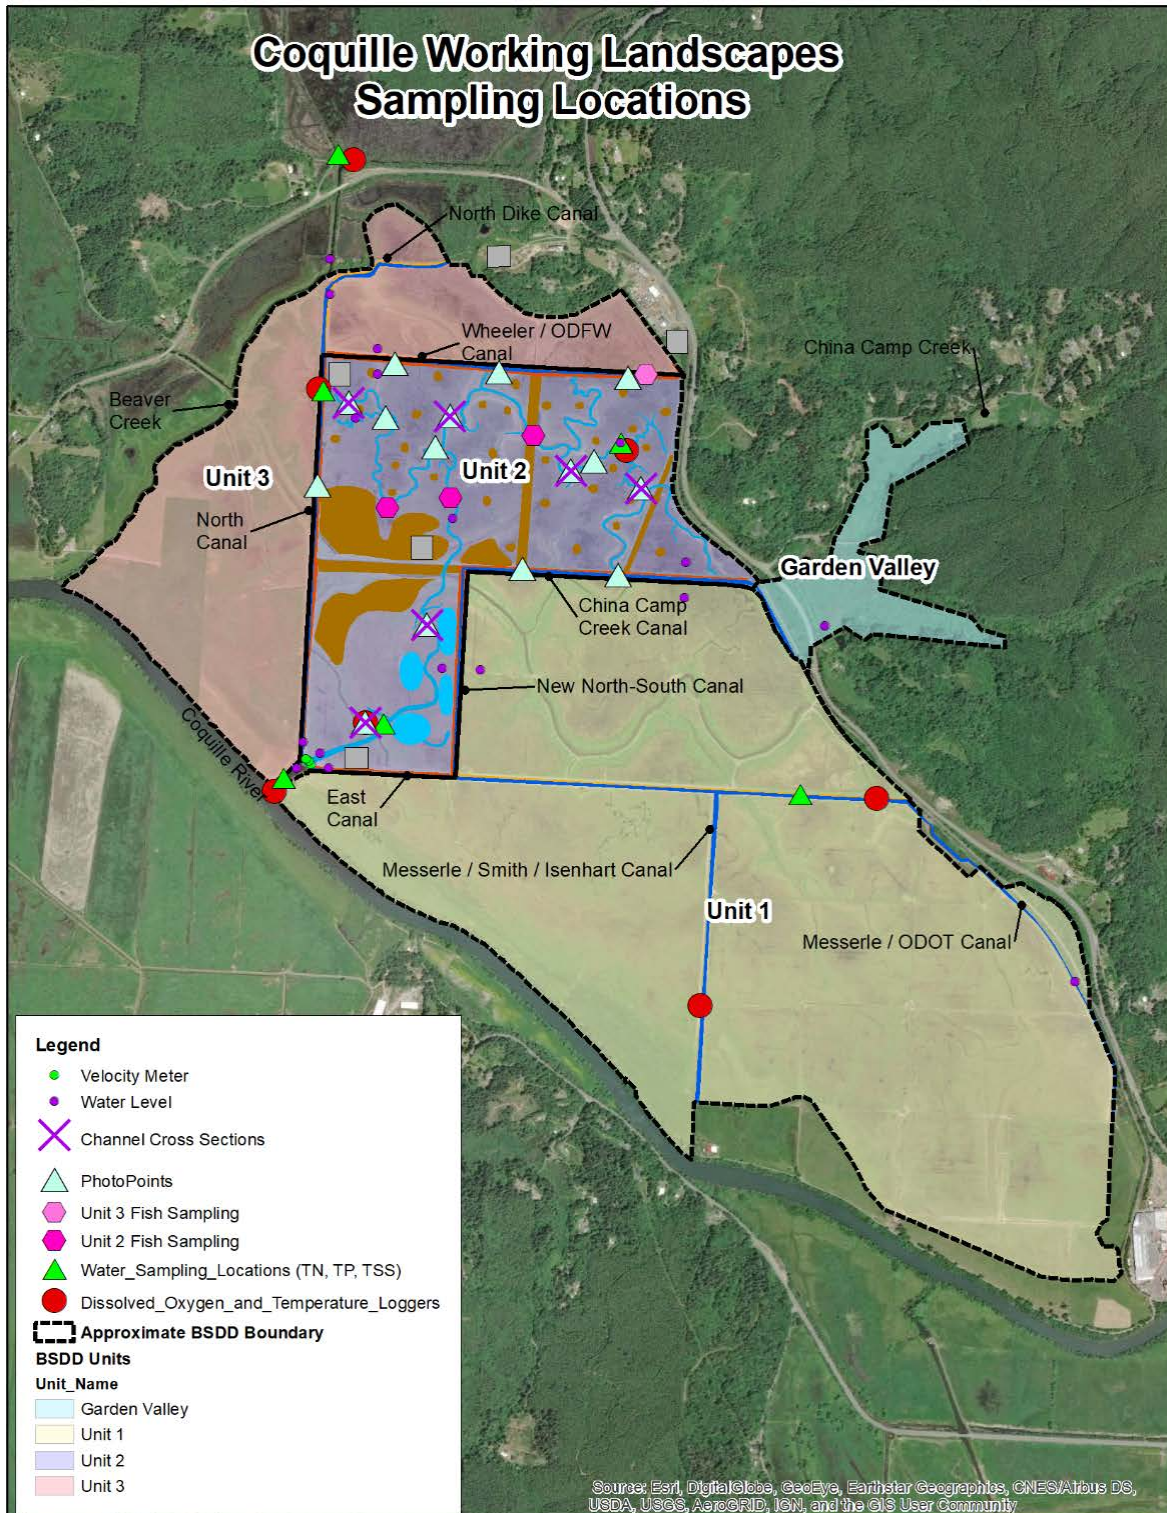 Coquille Working Landscapes
Sampling Locations
North Dike Canal
Wheeler / ODFW
Canal
China Camp Creek
Beaver
Creek
Unit 3
Unit 2
North
Canal
Garden Valley
China Camp
Creek Canal
New North-South Canal
Coquille River
East
Canal
Messerle / Smith / Isenhart Canal
Unit 1
Messerle / ODOT Canal
Legend
Velocity Meter
Water Level
Channel Cross Sections
PhotoPoints
Unit 3 Fish Sampling
Unit 2 Fish Sampling
Water_Sampling_Locations (TN, TP, TSS)
Dissolved_Oxygen_and_Temperature_Loggers
Approximate BSDD Boundary
BSDD Units
Unit_Name
Garden Valley
Unit 1
Unit 2
Unit 3
Source: Esri, DigitalGlobe, GeoEye, Earthstar Geographics, CNES/Airbus DS,
USDA, USGS, AeroGRID, IGN, and the GIS User Community